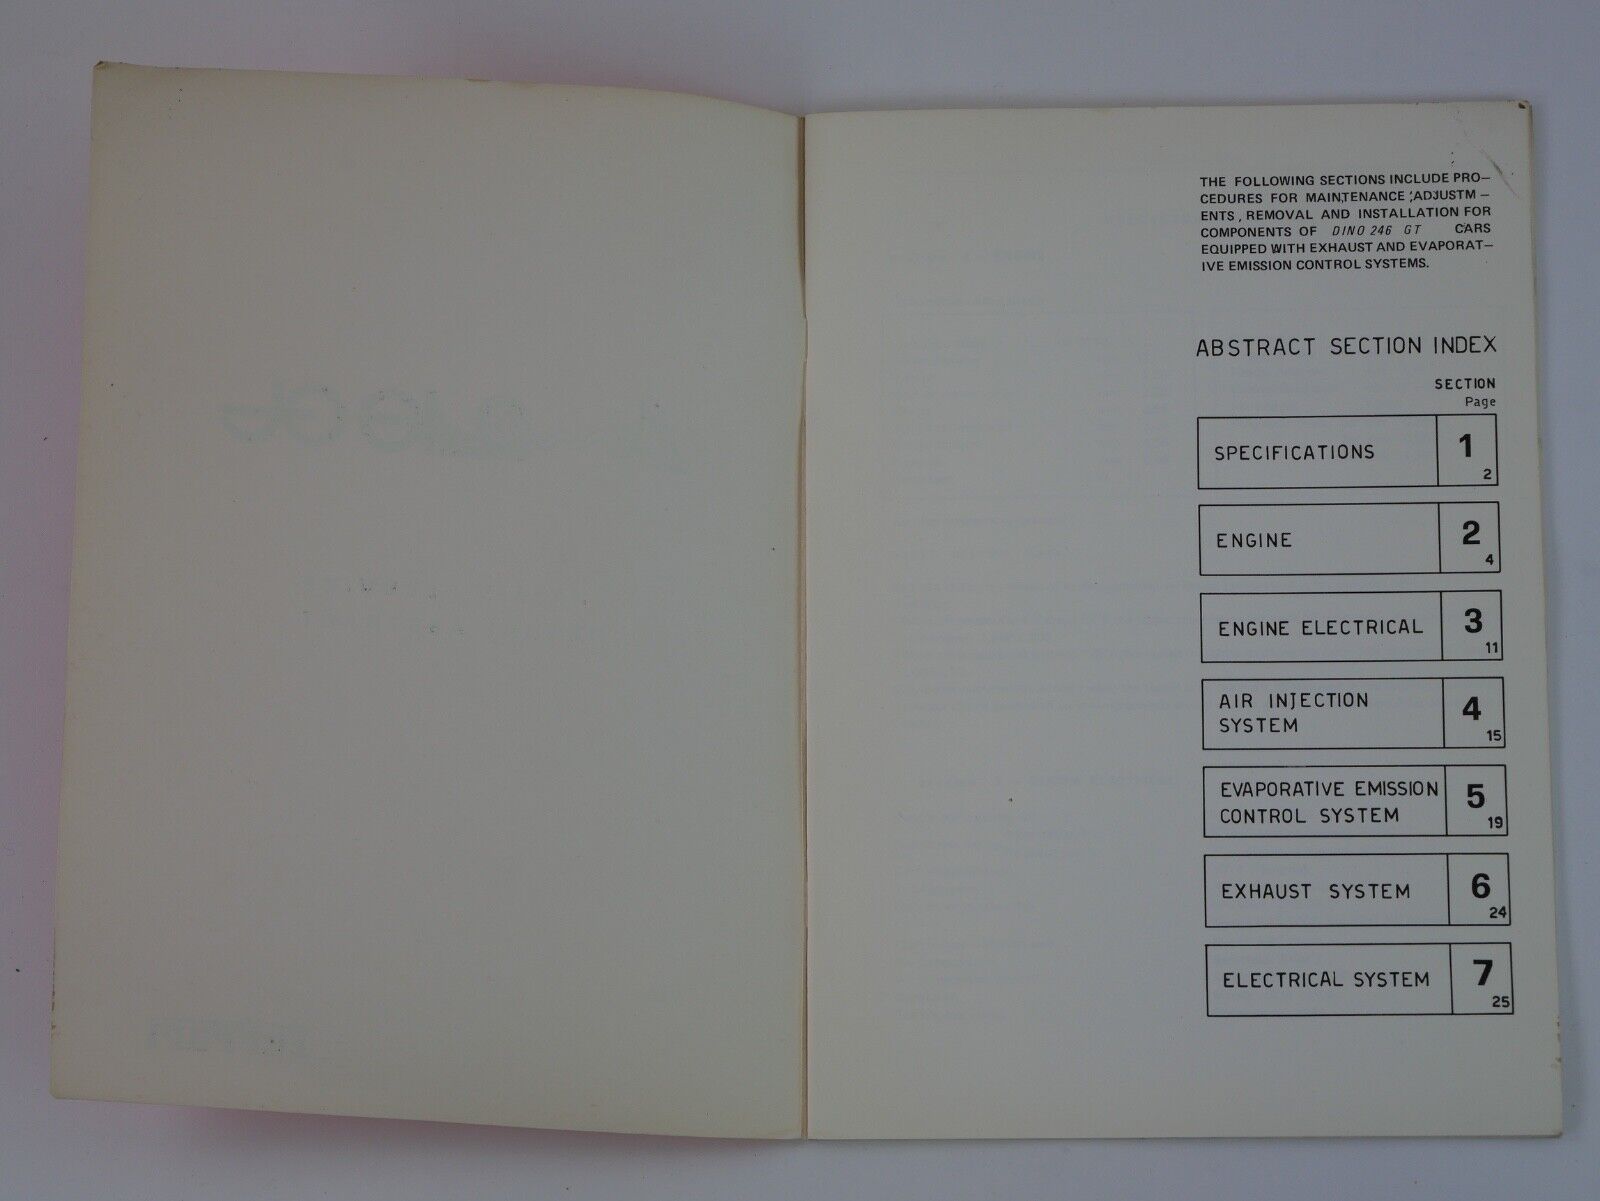 THE FOLLOWING SECTIONS INCLUDE PRO—
CEDURES FOR MAINTENANCE, ADJUSTM—
ENTS, REMOVAL AND INSTALLATION FOR
COMPONENTS OF DINO 246 GT CARS
EQUIPPED WITH EXHAUST AND EVAPORAT—
IVE EMISSION CONTROL SYSTEMS.
ABSTRACT SECTION INDEX
SECTION
Page
SPECIFICATIONS 1
2
ENGINE 2
4
ENGINE ELECTRICAL 3
11
AIR INJECTION
SYSTEM 4
15
EVAPORATIVE EMISSION
CONTROL SYSTEM 5
19
EXHAUST SYSTEM 6
24
ELECTRICAL SYSTEM 7
25